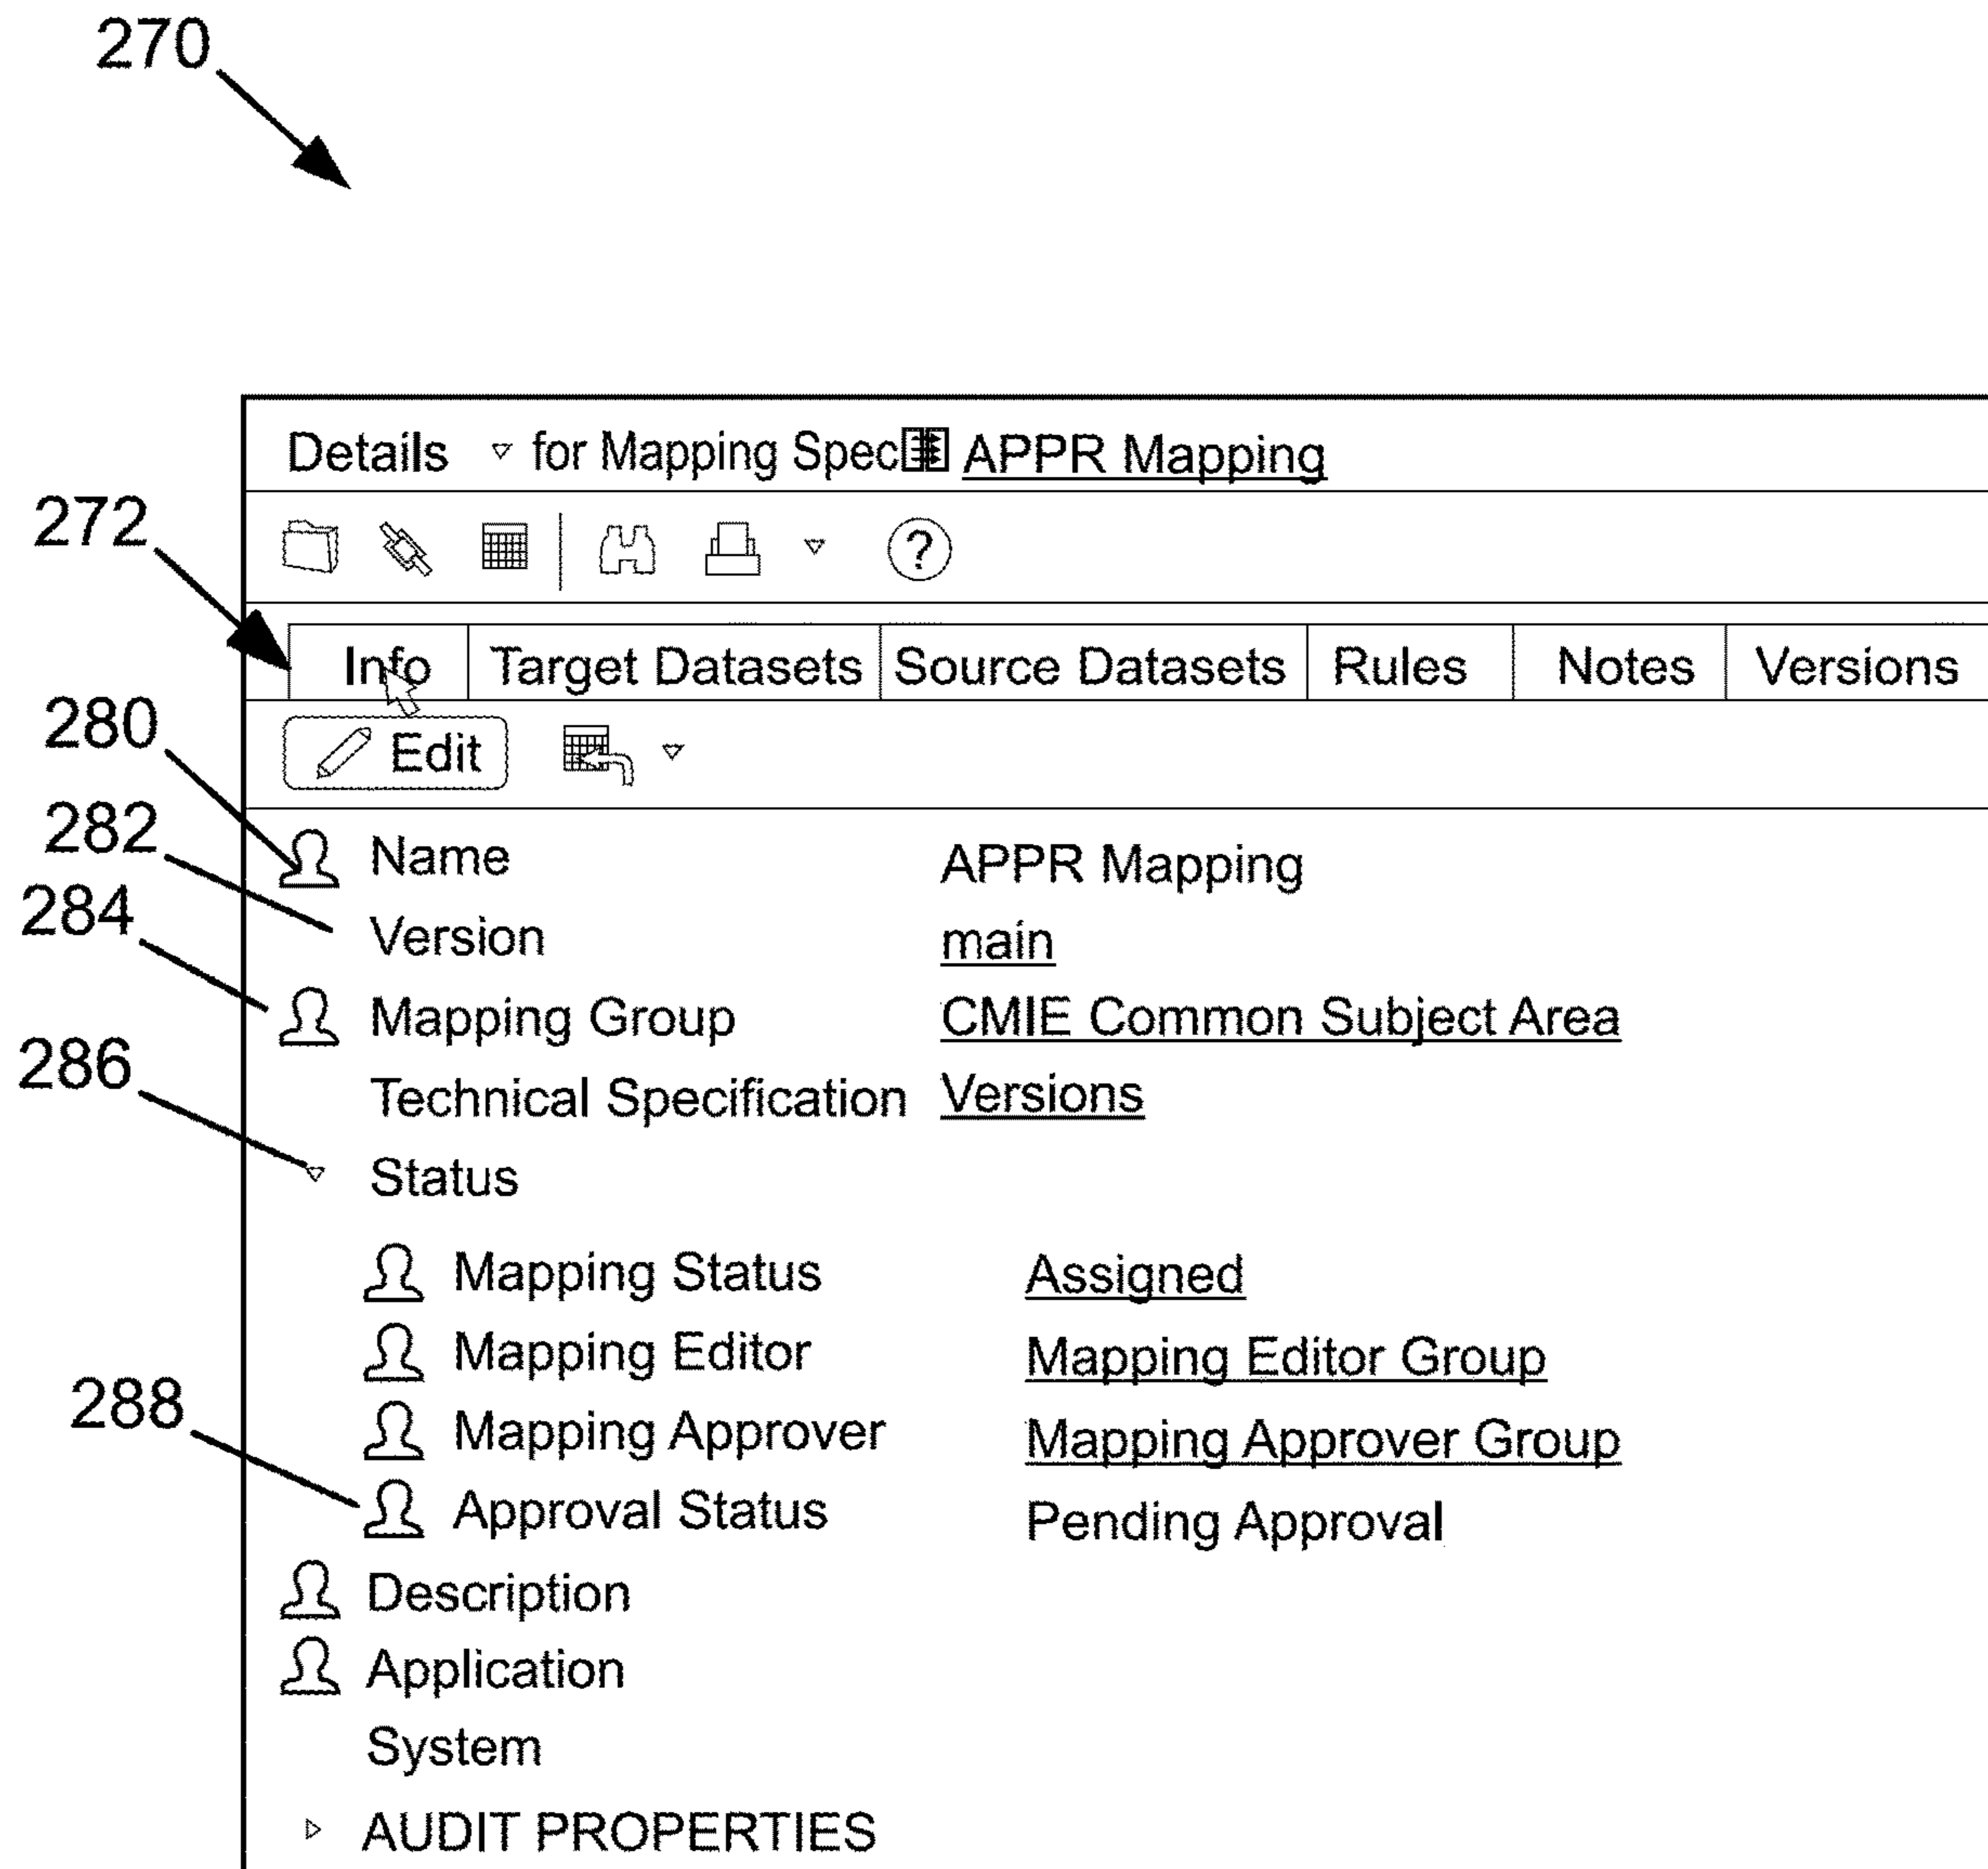 270
Details for Mapping Spec APPR Mapping
272
?
Info Target Datasets Source Datasets Rules Notes Versions
280
Edit
282
Name APPR Mapping
284
Version main
Mapping Group CMIE Common Subject Area
286
Technical Specification Versions
Status
Mapping Status Assigned
Mapping Editor Mapping Editor Group
288
Mapping Approver Mapping Approver Group
Approval Status Pending Approval
Description
Application
System
AUDIT PROPERTIES